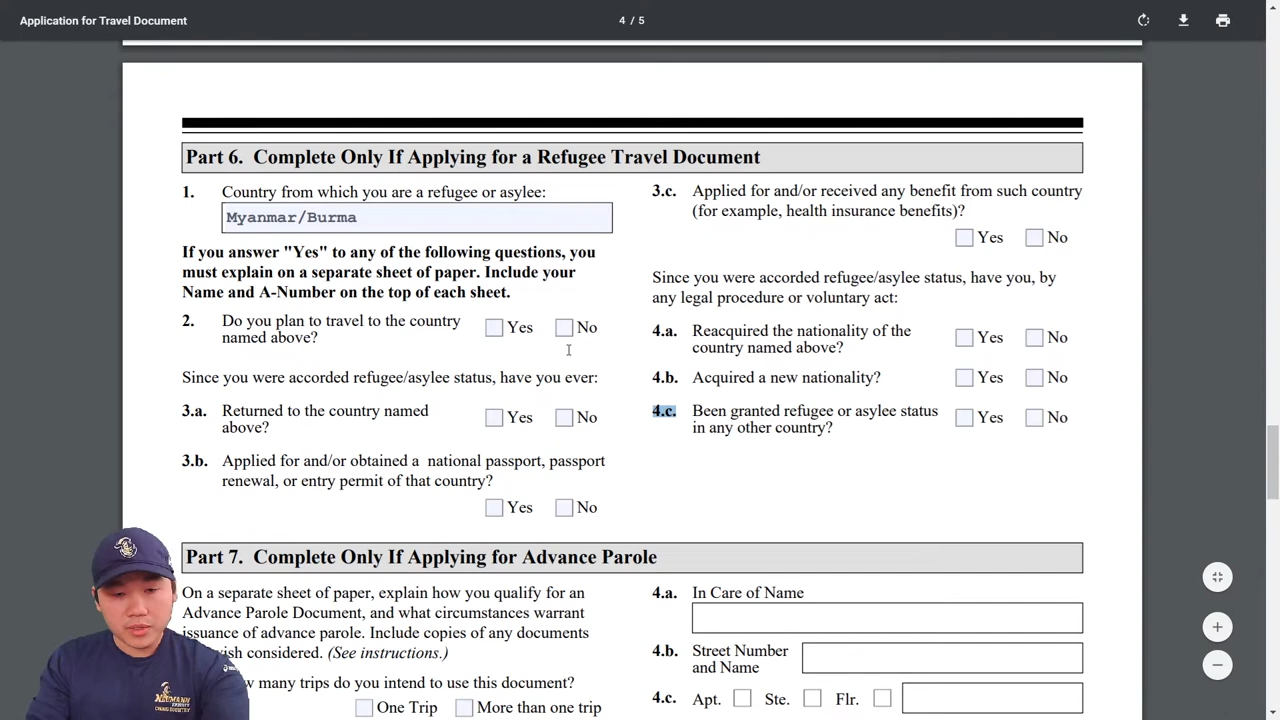 Application for Travel Document
4 / 5
Part 6. Complete Only If Applying for a Refugee Travel Document
1. Country from which you are a refugee or asylee:
Myanmar/Burma
If you answer "Yes" to any of the following questions, you
must explain on a separate sheet of paper. Include your
Name and A-Number on the top of each sheet.
2. Do you plan to travel to the country
named above?
Yes No
Since you were accorded refugee/asylee status, have you ever:
3.a. Returned to the country named
above?
Yes No
3.b. Applied for and/or obtained a national passport, passport
renewal, or entry permit of that country?
Yes No
3.c. Applied for and/or received any benefit from such country
(for example, health insurance benefits)?
Yes No
Since you were accorded refugee/asylee status, have you, by
any legal procedure or voluntary act:
4.a. Reacquired the nationality of the
country named above?
Yes No
4.b. Acquired a new nationality?
Yes No
4.c. Been granted refugee or asylee status
in any other country?
Yes No
Part 7. Complete Only If Applying for Advance Parole
On a separate sheet of paper, explain how you qualify for an
Advance Parole Document, and what circumstances warrant
issuance of advance parole. Include copies of any documents
ish considered. (See instructions.)
w many trips do you intend to use this document?
One Trip More than one trip
4.a. In Care of Name
4.b Street Number
and Name
4.c. Apt. Ste. Flr.
NEUMANN